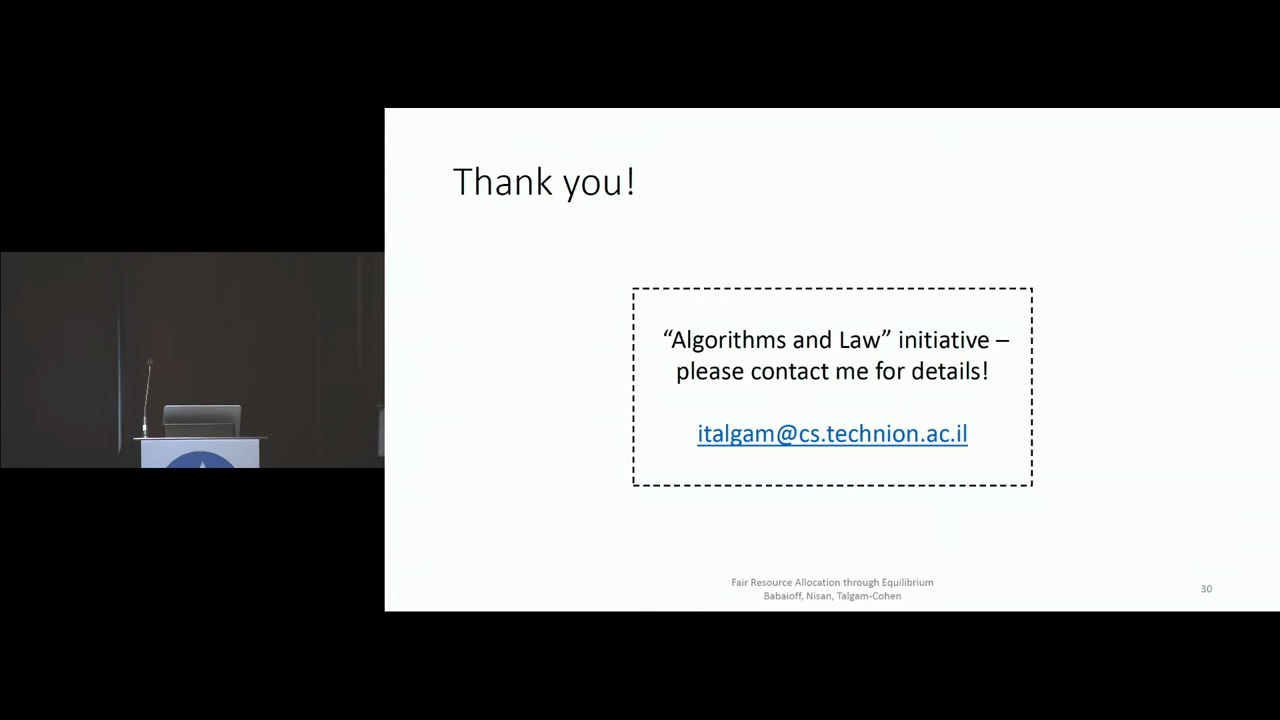 Thank you!
“Algorithms and Law” initiative –
please contact me for details!
italgam@cs.technion.ac.il
Fair Resource Allocation through Equilibrium
Babaioff, Nisan, Talgam-Cohen
30